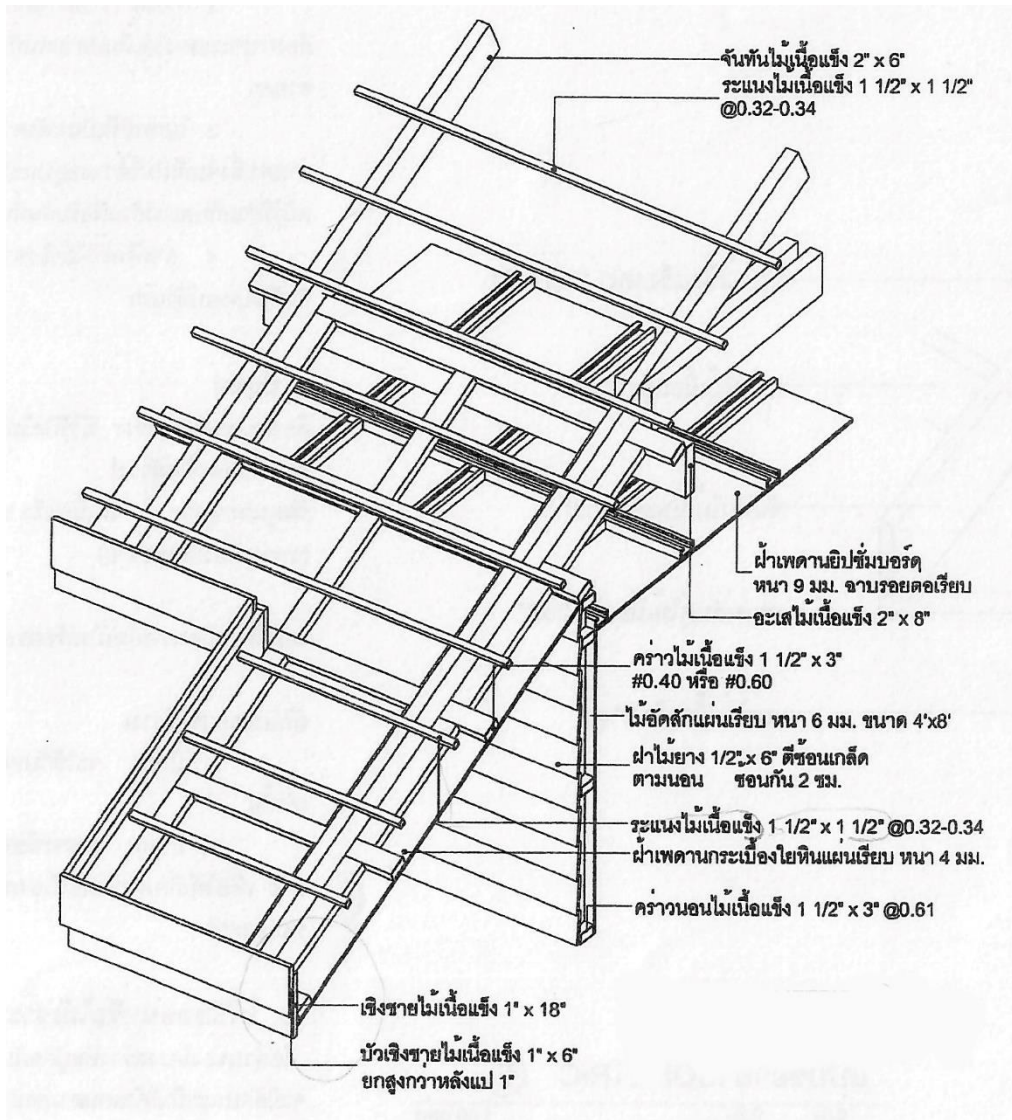 จันทันไม้เนื้อแข็ง 2" x 6"
ระแนงไม้เนื้อแข็ง 1 1/2" x 1 1/2"
@0.32-0.34
ฝ้าเพดานยิปซั่มบอร์ด
หนา 9 มม. ฉาบรอยตอเรียบ
อะเสไม้เนื้อแข็ง 2" x 8"
คร่าวไม้เนื้อแข็ง 1 1/2" x 3"
#0.40 หรือ #0.60
ไม้อัดสักแผ่นเรียบ หนา 6 มม. ขนาด 4'x8'
ฝาไม้ยาง 1/2" x 6" ตีซ้อนเกล็ด
ตามนอน ซอนกัน 2 ซม.
ระแนงไม้เนื้อแข็ง 1 1/2" x 1 1/2" @0.32-0.34
ฝ้าเพดานกระเบื้องใยหินแผ่นเรียบ หนา 4 มม.
คร่าวนอนไม้เนื้อแข็ง 1 1/2" x 3" @0.61
เชิงชายไม้เนื้อแข็ง 1" x 18"
บัวเชิงชายไม้เนื้อแข็ง 1" x 6"
ยกสูงกว่าหลังแป 1"